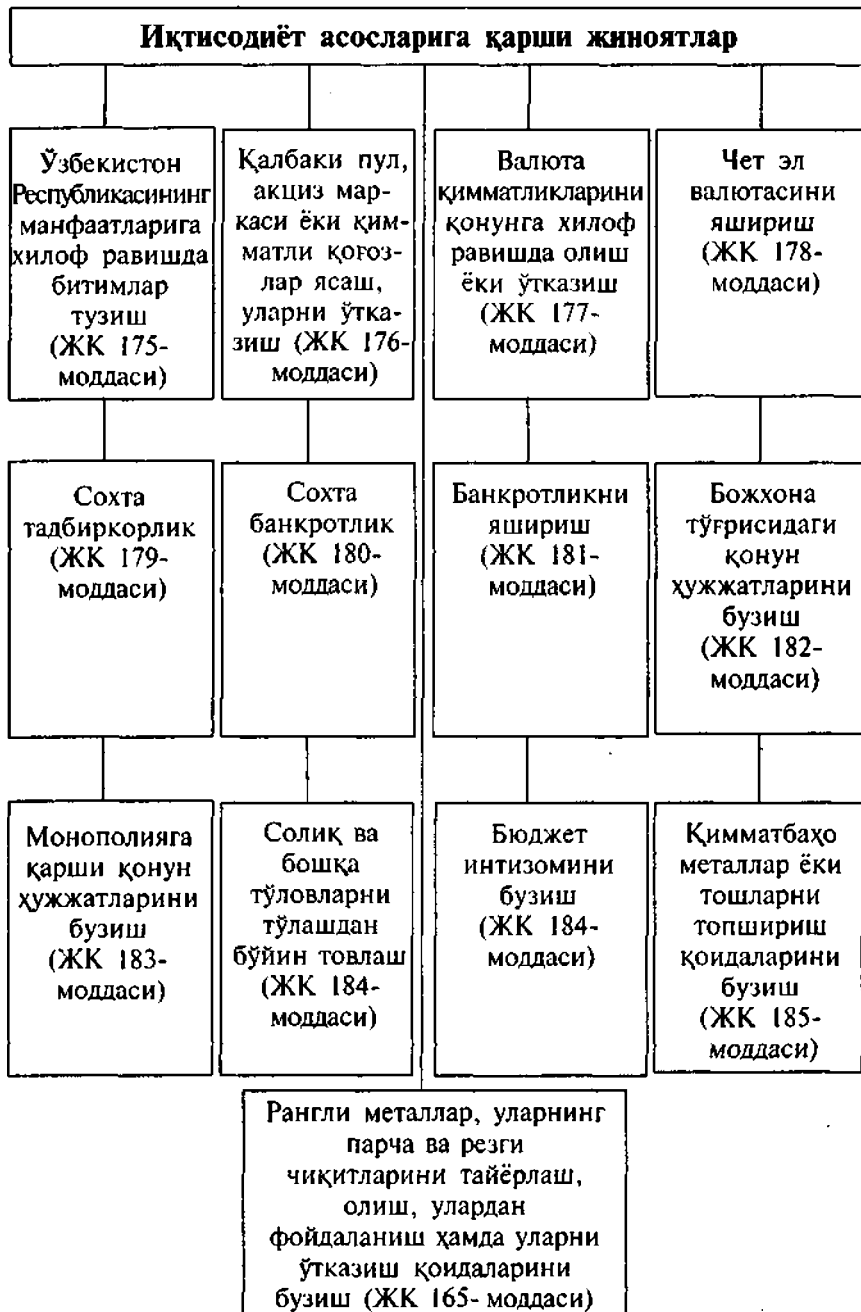 Иқтисодиёт асосларига қарши жиноятлар
Ўзбекистон
Республикасининг
манфаатларига
хилоф равишда
битимлар
тузиш
(ЖК 175-
моддаси)
Қалбаки пул,
акциз мар-
каси ёки қим-
матли қоғоз-
лар ясаш,
уларни ўтка-
зиш (ЖК 176-
моддаси)
Валюта
қимматликларини
қонунга хилоф
равишда олиш
ёки ўтказиш
(ЖК 177-
моддаси)
Чет эл
валютасини
яшириш
(ЖК 178-
моддаси)
Сохта
тадбиркорлик
(ЖК 179-
моддаси)
Сохта
банкротлик
(ЖК 180-
моддаси)
Банкротликни
яшириш
(ЖК 181-
моддаси)
Божхона
тўғрисидаги
қонун
ҳужжатларини
бузиш
(ЖК 182-
моддаси)
Монополияга
қарши қонун
ҳужжатларини
бузиш
(ЖК 183-
моддаси)
Солиқ ва
бошқа
тўловларни
тўлашдан
бўйин товлаш
(ЖК 184-
моддаси)
Бюджет
интизомини
бузиш
(ЖК 184-
моддаси)
Қимматбаҳо
металлар ёки
тошларни
топшириш
қоидаларини
бузиш
(ЖК 185-
моддаси)
Рангли металлар, уларнинг
парча ва резги
чиқитларини тайёрлаш,
олиш, улардан
фойдаланиш ҳамда уларни
ўтказиш қоидаларини
бузиш (ЖК 165- моддаси)